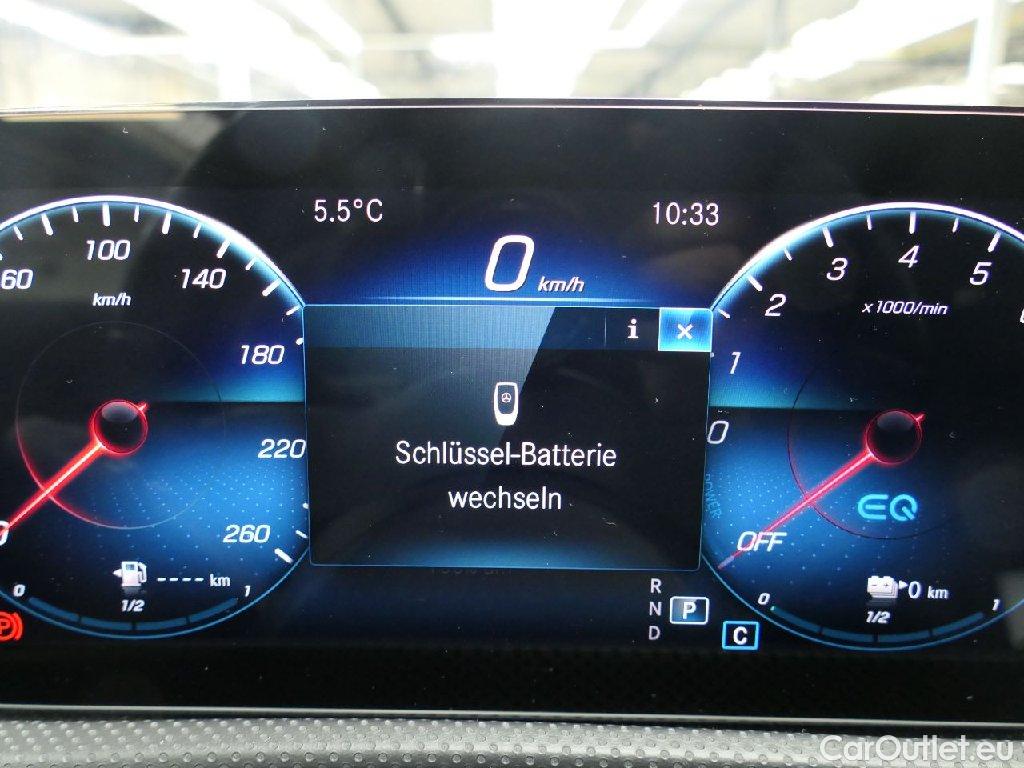 5.5°C 10:33
0 km/h
60 100 140 180 220 260
km/h
2 3 4 5
x1000/min
1
0
i ×
Schlüssel-Batterie
wechseln
POWER
OFF
EQ
0 1/2 1
---- km
R
N
D
P
C
0 km
0 1/2 1
(P)
CarOutlet.eu